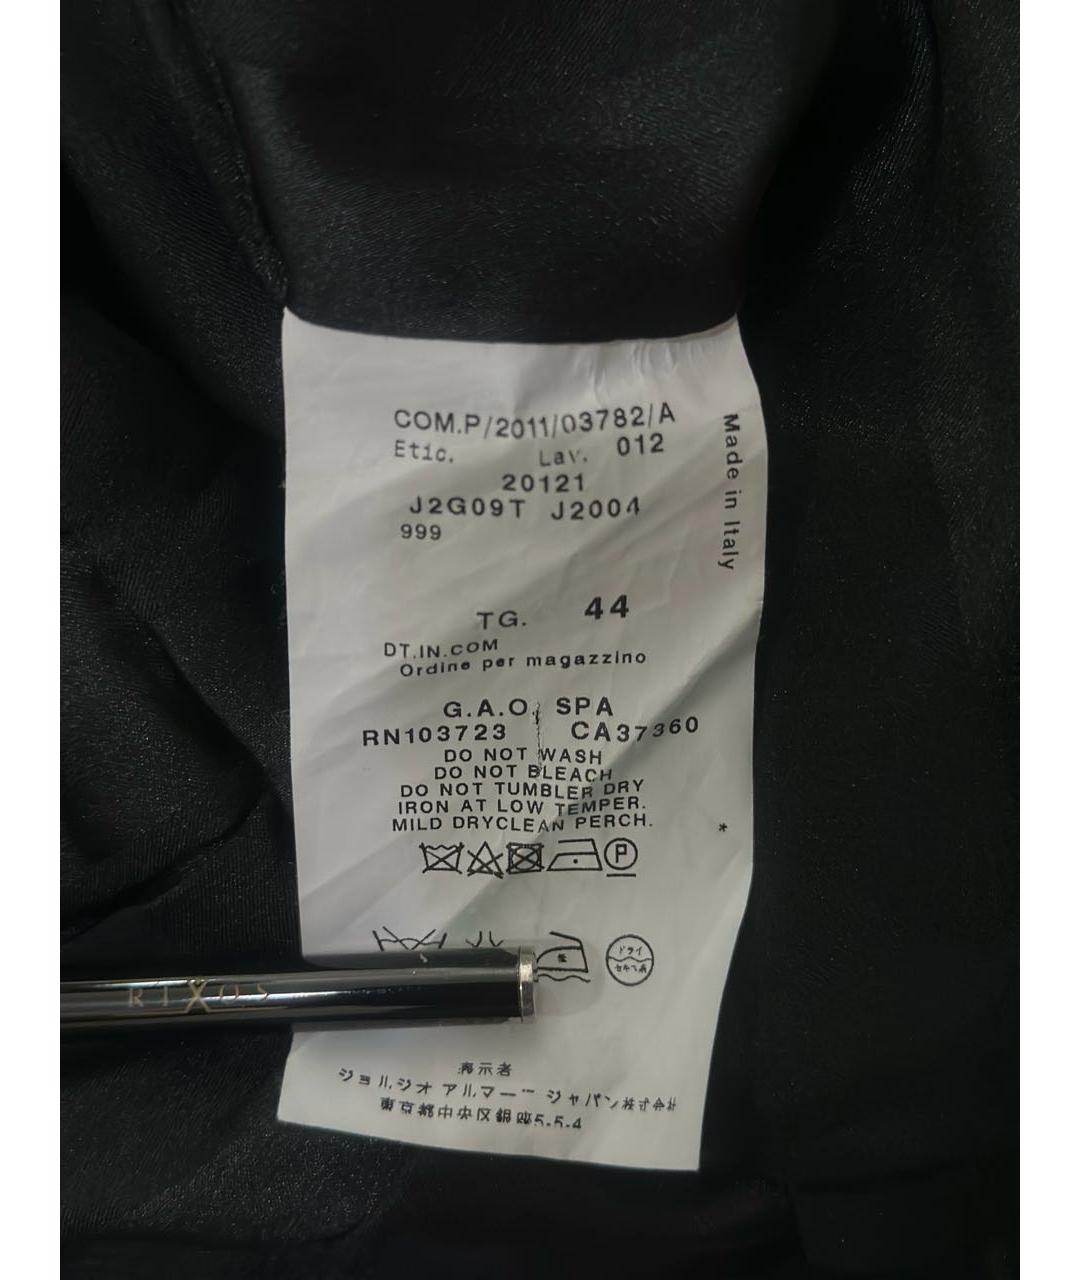 COM.P/2011/03782/A
Etic. Lav. 012
20121
J2G09T J2004
999
Made in Italy
TG. 44
DT.IN.COM
Ordine per magazzino
G.A.O. SPA
RN103723 CA37360
DO NOT WASH
DO NOT BLEACH
DO NOT TUMBLER DRY
IRON AT LOW TEMPER.
MILD DRYCLEAN PERCH.
*
P
ドライ
RIXOS
表示者
ジョルジオ アルマーニ ジャパン株式会社
東京都中央区銀座5-5-4